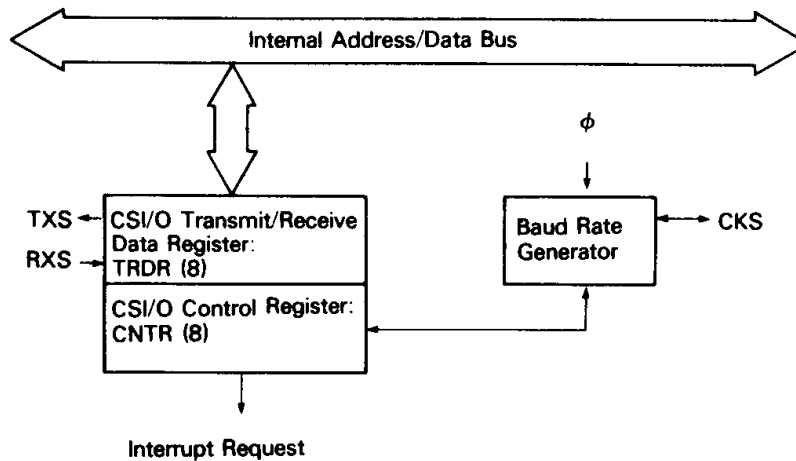 Internal Address/Data Bus
ϕ
TXS
CSI/O Transmit/Receive
Data Register:
TRDR (8)
RXS
Baud Rate
Generator
CKS
CSI/O Control Register:
CNTR (8)
Interrupt Request